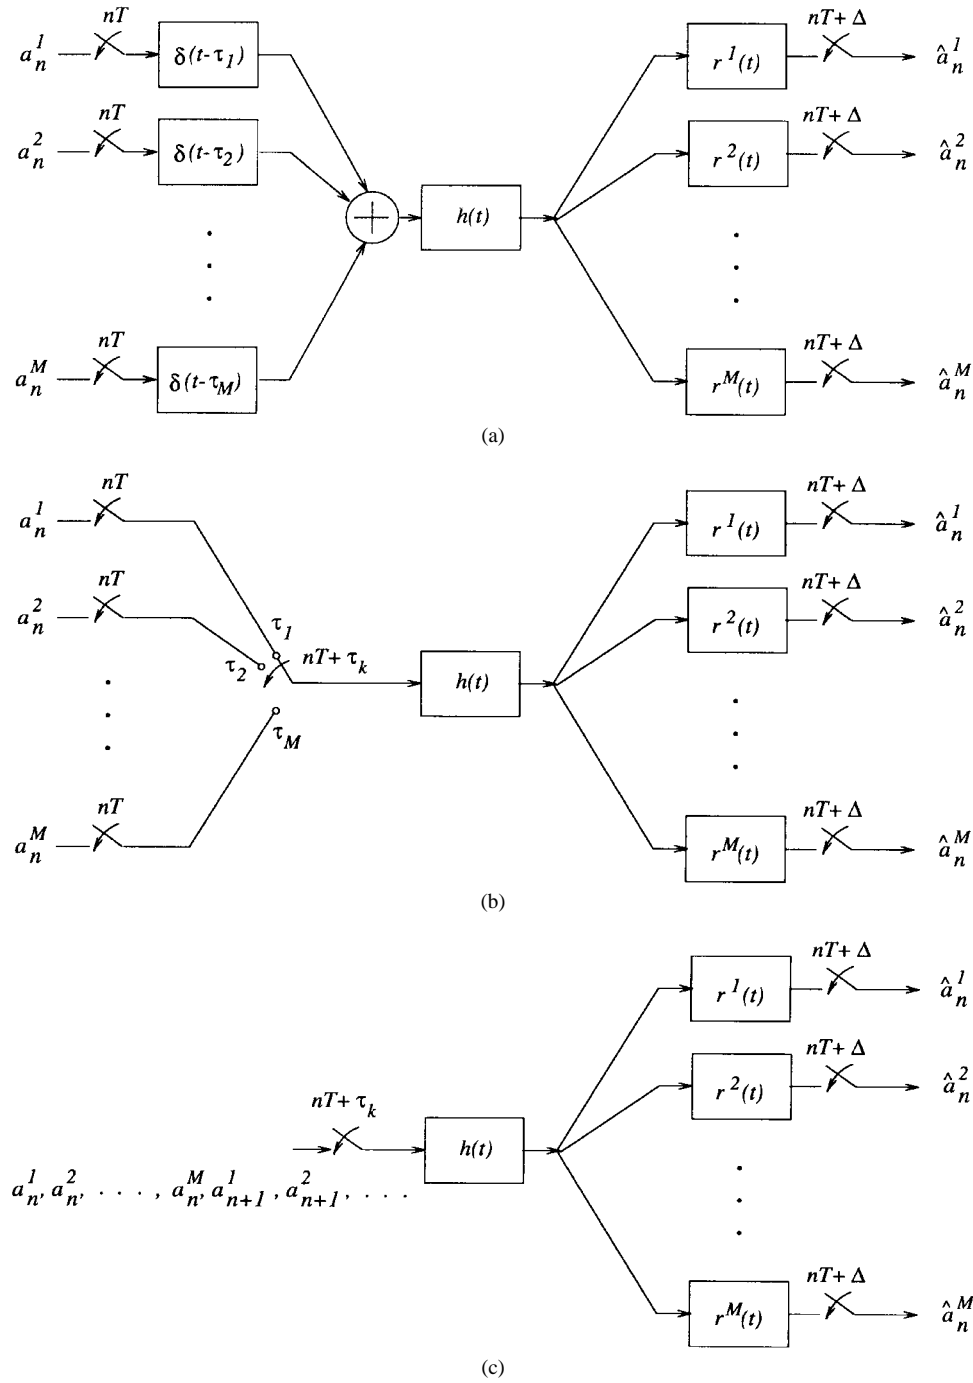 nT
a_n^1
δ(t-τ_1)
r^1(t)
nT+ Δ
â_n^1
nT
a_n^2
δ(t-τ_2)
r^2(t)
nT+ Δ
â_n^2
h(t)
nT
a_n^M
δ(t-τ_M)
r^M(t)
nT+ Δ
â_n^M
(a)
nT
a_n^1
r^1(t)
nT+ Δ
â_n^1
nT
a_n^2
τ_1
τ_2
nT+ τ_k
τ_M
h(t)
r^2(t)
nT+ Δ
â_n^2
nT
a_n^M
r^M(t)
nT+ Δ
â_n^M
(b)
r^1(t)
nT+ Δ
â_n^1
r^2(t)
nT+ Δ
â_n^2
nT+ τ_k
h(t)
a_n^1, a_n^2, . . . . , a_n^M, a_{n+1}^1, a_{n+1}^2, . . . .
r^M(t)
nT+ Δ
â_n^M
(c)